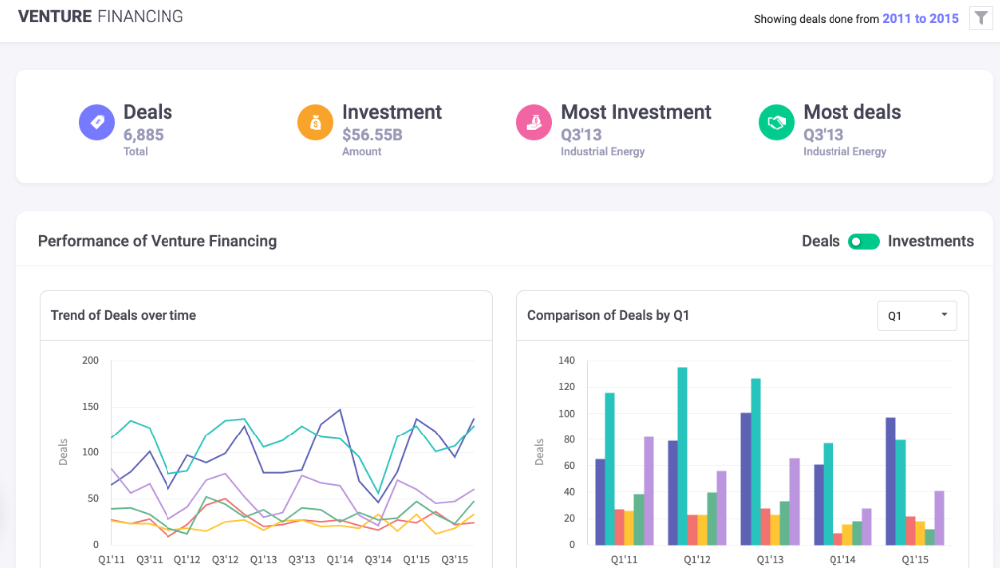 VENTURE FINANCING
Showing deals done from 2011 to 2015
Deals
6,885
Total
Investment
$56.55B
Amount
Most Investment
Q3'13
Industrial Energy
Most deals
Q3'13
Industrial Energy
Performance of Venture Financing
Deals Investments
Trend of Deals over time
200
150
100
50
0
Deals
Q1'11 Q3'11 Q1'12 Q3'12 Q1'13 Q3'13 Q1'14 Q3'14 Q1'15 Q3'15
Comparison of Deals by Q1
Q1
140
120
100
80
60
40
20
0
Deals
Q1'11 Q1'12 Q1'13 Q1'14 Q1'15